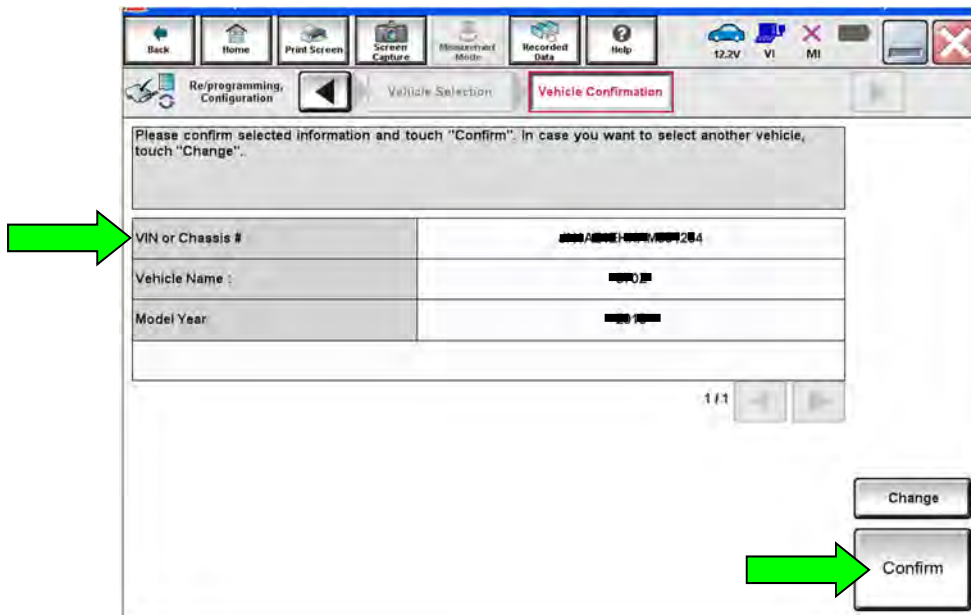 Back
Home
Print Screen
Screen Capture
Measurement Mode
Recorded Data
Help
12.2V
VI
MI
Re/programming, Configuration
Vehicle Selection
Vehicle Confirmation
Please confirm selected information and touch "Confirm". In case you want to select another vehicle,
touch "Change".
VIN or Chassis #
Vehicle Name :
Model Year
1/1
Change
Confirm